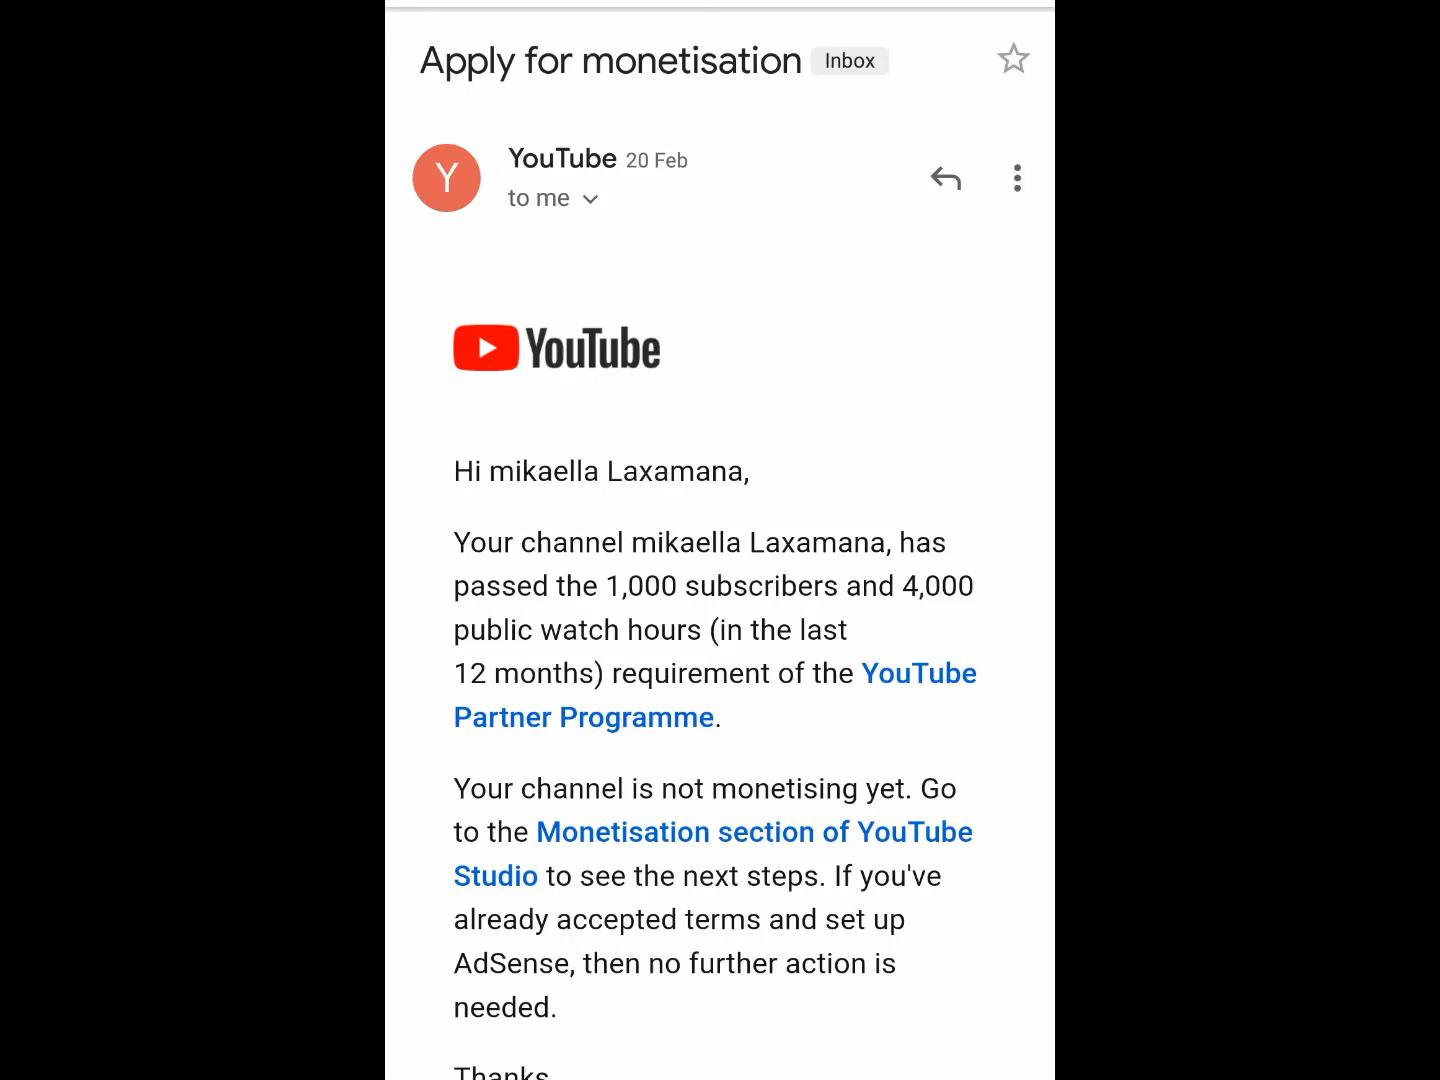 Apply for monetisation Inbox
Y
YouTube 20 Feb
to me
YouTube
Hi mikaella Laxamana,
Your channel mikaella Laxamana, has
passed the 1,000 subscribers and 4,000
public watch hours (in the last
12 months) requirement of the YouTube
Partner Programme.
Your channel is not monetising yet. Go
to the Monetisation section of YouTube
Studio to see the next steps. If you've
already accepted terms and set up
AdSense, then no further action is
needed.
Thanks